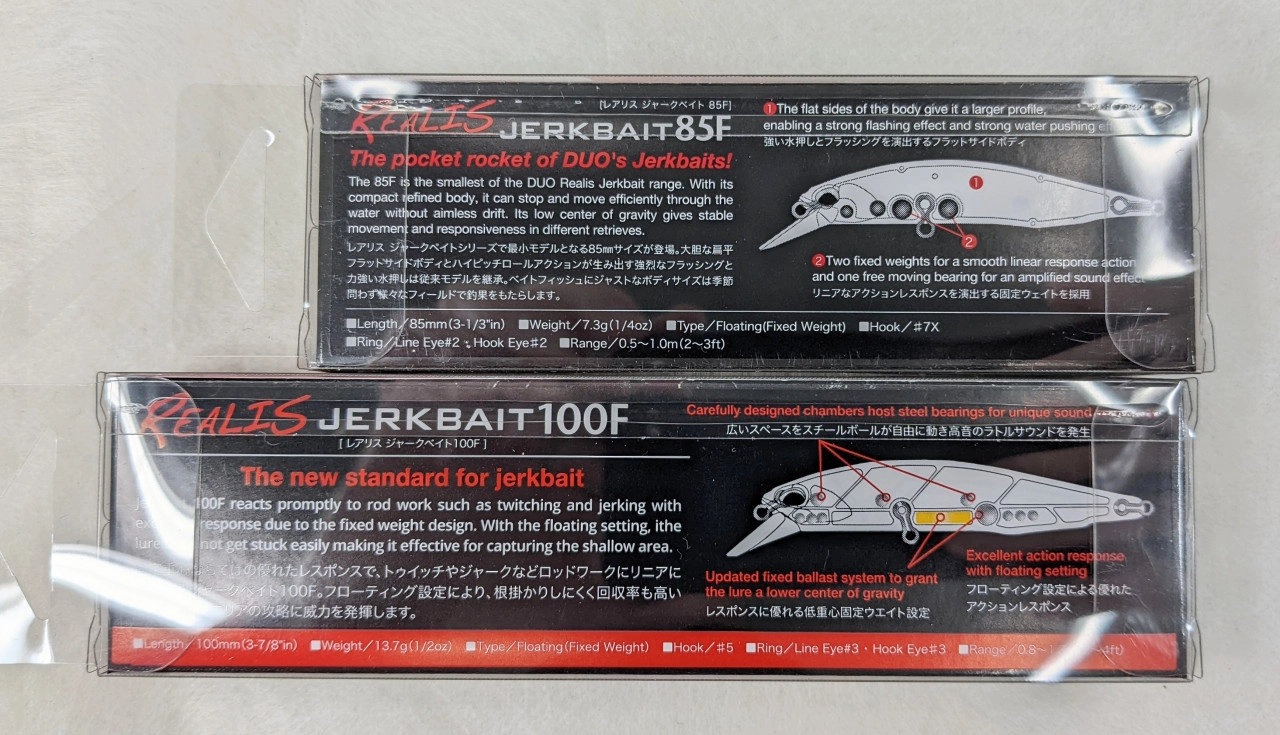 [レアリス ジャークベイト 85F]
REALIS JERKBAIT85F
The pocket rocket of DUO's Jerkbaits!
The 85F is the smallest of the DUO Realis Jerkbait range. With its
compact refined body, it can stop and move efficiently through the
water without aimless drift. Its low center of gravity gives stable
movement and responsiveness in different retrieves.
レアリス ジャークベイトシリーズで最小モデルとなる85㎜サイズが登場。大胆な扁平
フラットサイドボディとハイピッチロールアクションが生み出す強烈なフラッシングと
力強い水押しは従来モデルを継承。ベイトフィッシュにジャストなボディサイズは季節
問わず様々なフィールドで釣果をもたらします。
1 The flat sides of the body give it a larger profile,
enabling a strong flashing effect and strong water pushing
強い水押しとフラッシングを演出するフラットサイドボディ
1
2
2 Two fixed weights for a smooth linear response action
and one free moving bearing for an amplified sound effect
リニアなアクションレスポンスを演出する固定ウェイトを採用
■Length/85mm(3-1/3"in) ■Weight/7.3g(1/4oz) ■Type/Floating(Fixed Weight) ■Hook/♯7X
■Ring/Line Eye#2・Hook Eye♯2 ■Range/0.5〜1.0m(2〜3ft)
REALIS JERKBAIT100F
[レアリス ジャークベイト100F]
The new standard for jerkbait
100F reacts promptly to rod work such as twitching and jerking with
response due to the fixed weight design. WIth the floating setting, ithe
lure not get stuck easily making it effective for capturing the shallow area.
優れたレスポンスで、トゥイッチやジャークなどロッドワークにリニアに
ベイト100F。フローティング設定により、根掛かりしにくく回収率も高い
の攻略に威力を発揮します。
Carefully designed chambers host steel bearings for unique sound
広いスペースをスチールボールが自由に動き高音のラトルサウンドを発生
Updated fixed ballast system to grant
the lure a lower center of gravity
レスポンスに優れる低重心固定ウエイト設定
Excellent action response
with floating setting
フローティング設定による優れた
アクションレスポンス
■Length/100mm(3-7/8"in) ■Weight/13.7g(1/2oz) ■Type/Floating(Fixed Weight) ■Hook/♯5 ■Ring/Line Eye#3・Hook Eye♯3 ■Range/0.8〜 4ft)